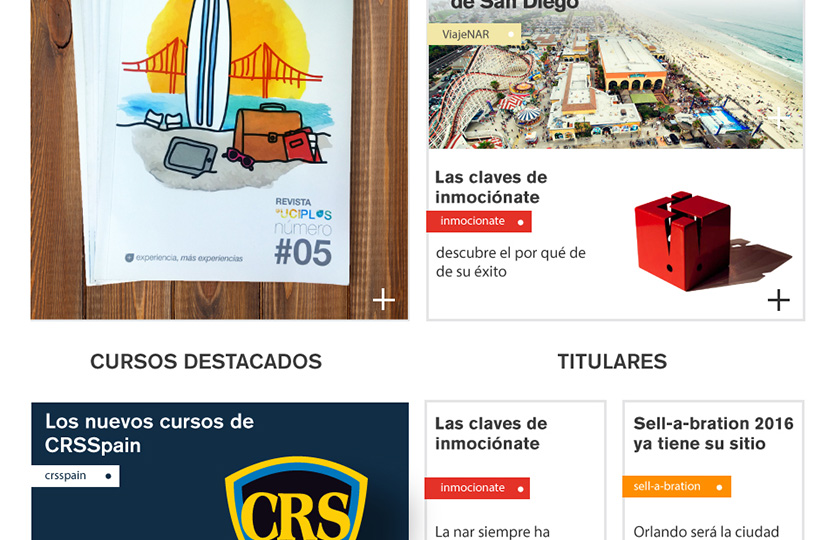 REVISTA
UCIPLUS
número
#05
experiencia, más experiencias
de San Diego
ViajeNAR
Las claves de
inmociónate
inmocionate
descubre el por qué de
de su éxito
CURSOS DESTACADOS
TITULARES
Los nuevos cursos de
CRSSpain
crsspain
CRS
Las claves de
inmociónate
inmocionate
La nar siempre ha
Sell-a-bration 2016
ya tiene su sitio
sell-a-bration
Orlando será la ciudad